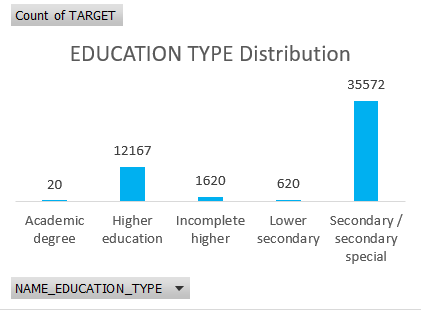 Count of TARGET
EDUCATION TYPE Distribution
35572
12167
1620
620
20
Academic degree
Higher education
Incomplete higher
Lower secondary
Secondary / secondary special
NAME_EDUCATION_TYPE